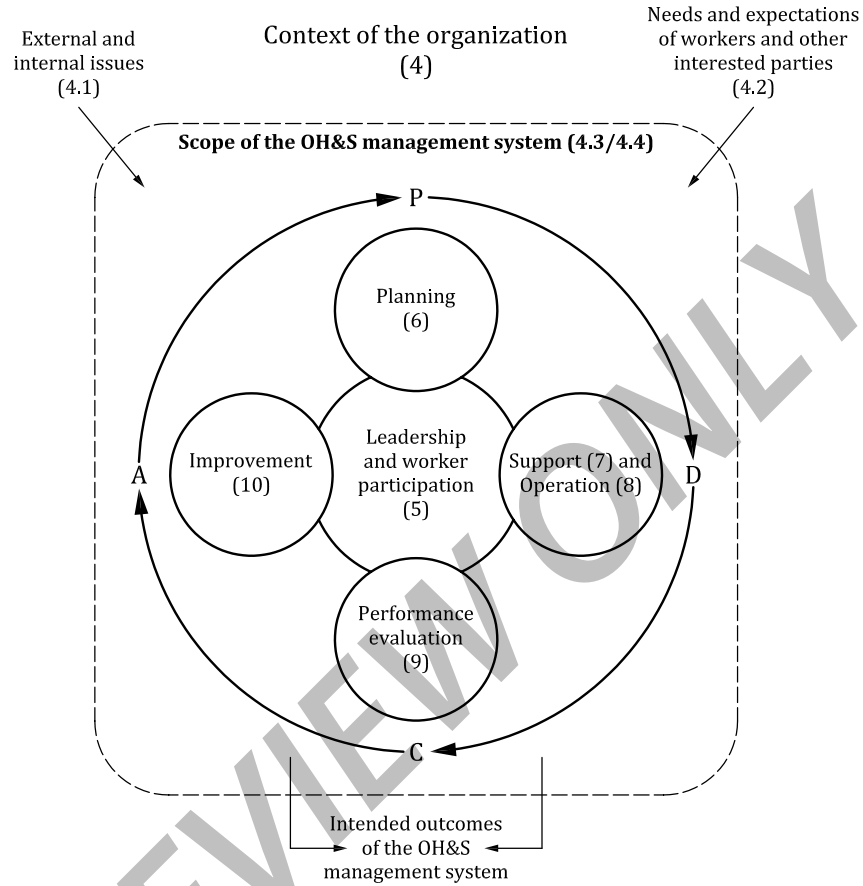 External and
internal issues
(4.1)
Context of the organization
(4)
Needs and expectations
of workers and other
interested parties
(4.2)
Scope of the OH&S management system (4.3/4.4)
P
Planning
(6)
A
Improvement
(10)
Leadership
and worker
participation
(5)
Support (7) and
Operation (8)
D
Performance
evaluation
(9)
C
Intended outcomes
of the OH&S
management system
EVIEW ONLY